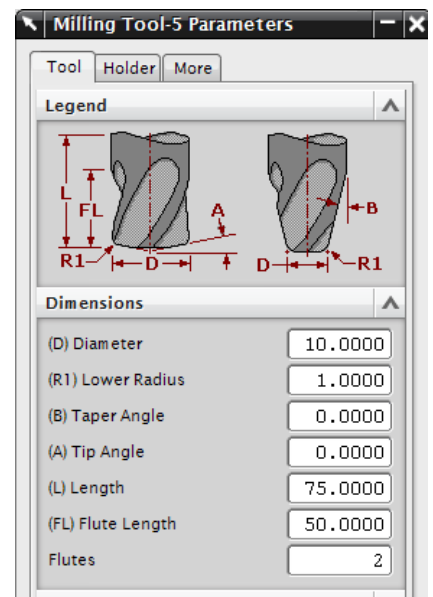 Milling Tool-5 Parameters
Tool Holder More
Legend
L
FL
A
B
R1
D
D
R1
Dimensions
(D) Diameter 10.0000
(R1) Lower Radius 1.0000
(B) Taper Angle 0.0000
(A) Tip Angle 0.0000
(L) Length 75.0000
(FL) Flute Length 50.0000
Flutes 2